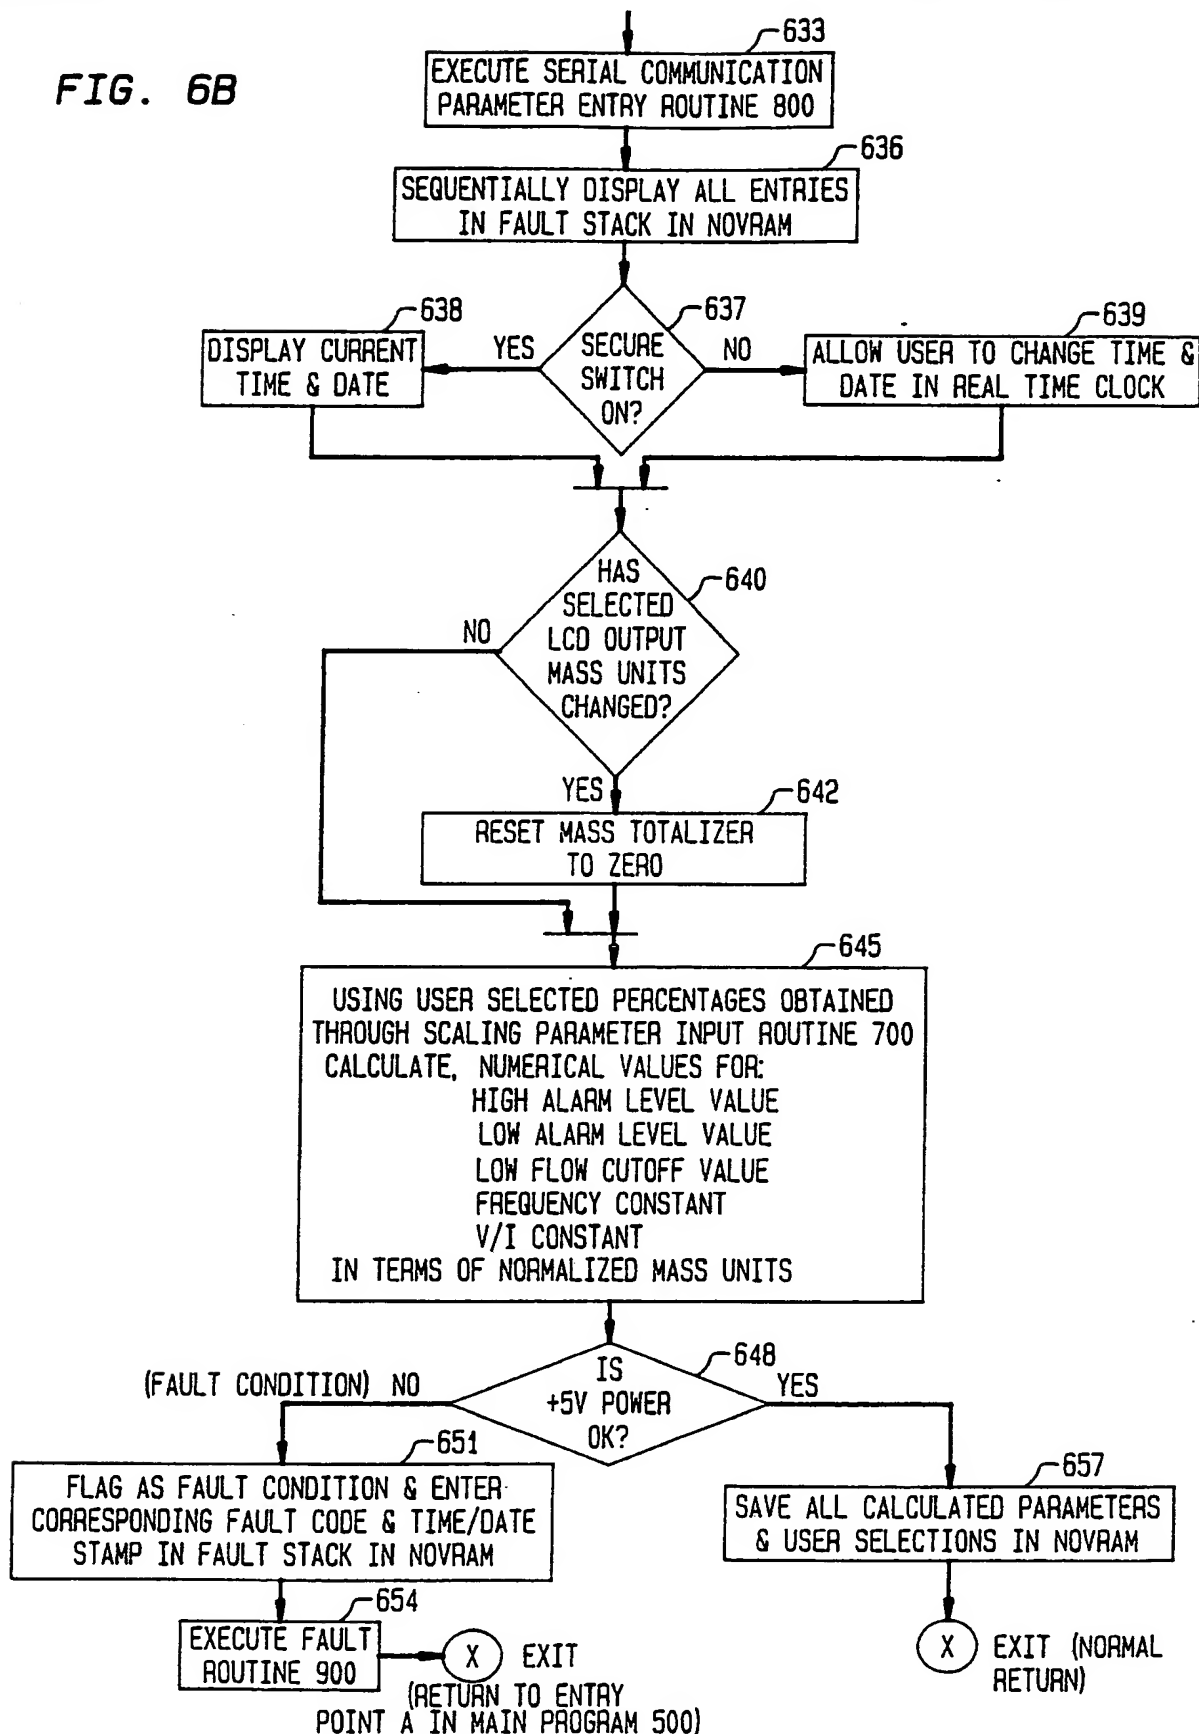 FIG. 6B
633
EXECUTE SERIAL COMMUNICATION
PARAMETER ENTRY ROUTINE 800
636
SEQUENTIALLY DISPLAY ALL ENTRIES
IN FAULT STACK IN NOVRAM
638
637
639
DISPLAY CURRENT
TIME & DATE
YES
SECURE
SWITCH
ON?
NO
ALLOW USER TO CHANGE TIME &
DATE IN REAL TIME CLOCK
640
HAS
SELECTED
LCD OUTPUT
MASS UNITS
CHANGED?
NO
YES
642
RESET MASS TOTALIZER
TO ZERO
645
USING USER SELECTED PERCENTAGES OBTAINED
THROUGH SCALING PARAMETER INPUT ROUTINE 700
CALCULATE, NUMERICAL VALUES FOR:
HIGH ALARM LEVEL VALUE
LOW ALARM LEVEL VALUE
LOW FLOW CUTOFF VALUE
FREQUENCY CONSTANT
V/I CONSTANT
IN TERMS OF NORMALIZED MASS UNITS
648
IS
+5V POWER
OK?
(FAULT CONDITION) NO
YES
651
FLAG AS FAULT CONDITION & ENTER
CORRESPONDING FAULT CODE & TIME/DATE
STAMP IN FAULT STACK IN NOVRAM
657
SAVE ALL CALCULATED PARAMETERS
& USER SELECTIONS IN NOVRAM
654
EXECUTE FAULT
ROUTINE 900
X EXIT
(RETURN TO ENTRY
POINT A IN MAIN PROGRAM 500)
X EXIT (NORMAL
RETURN)